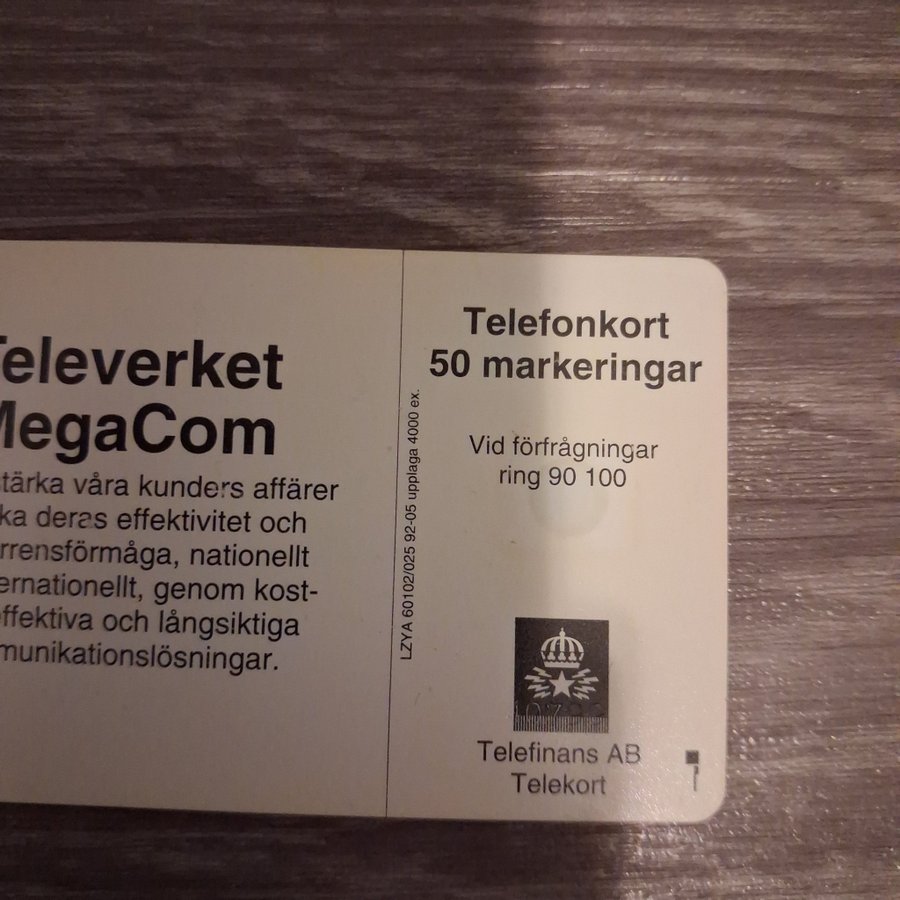 Televerket
MegaCom
stärka våra kunders affärer
ka deras effektivitet och
rrensförmåga, nationellt
ernationellt, genom kost-
effektiva och långsiktiga
munikationslösningar.
LZYA 60102/025 92-05 upplaga 4000 ex.
Telefonkort
50 markeringar
Vid förfrågningar
ring 90 100
Telefinans AB
Telekort